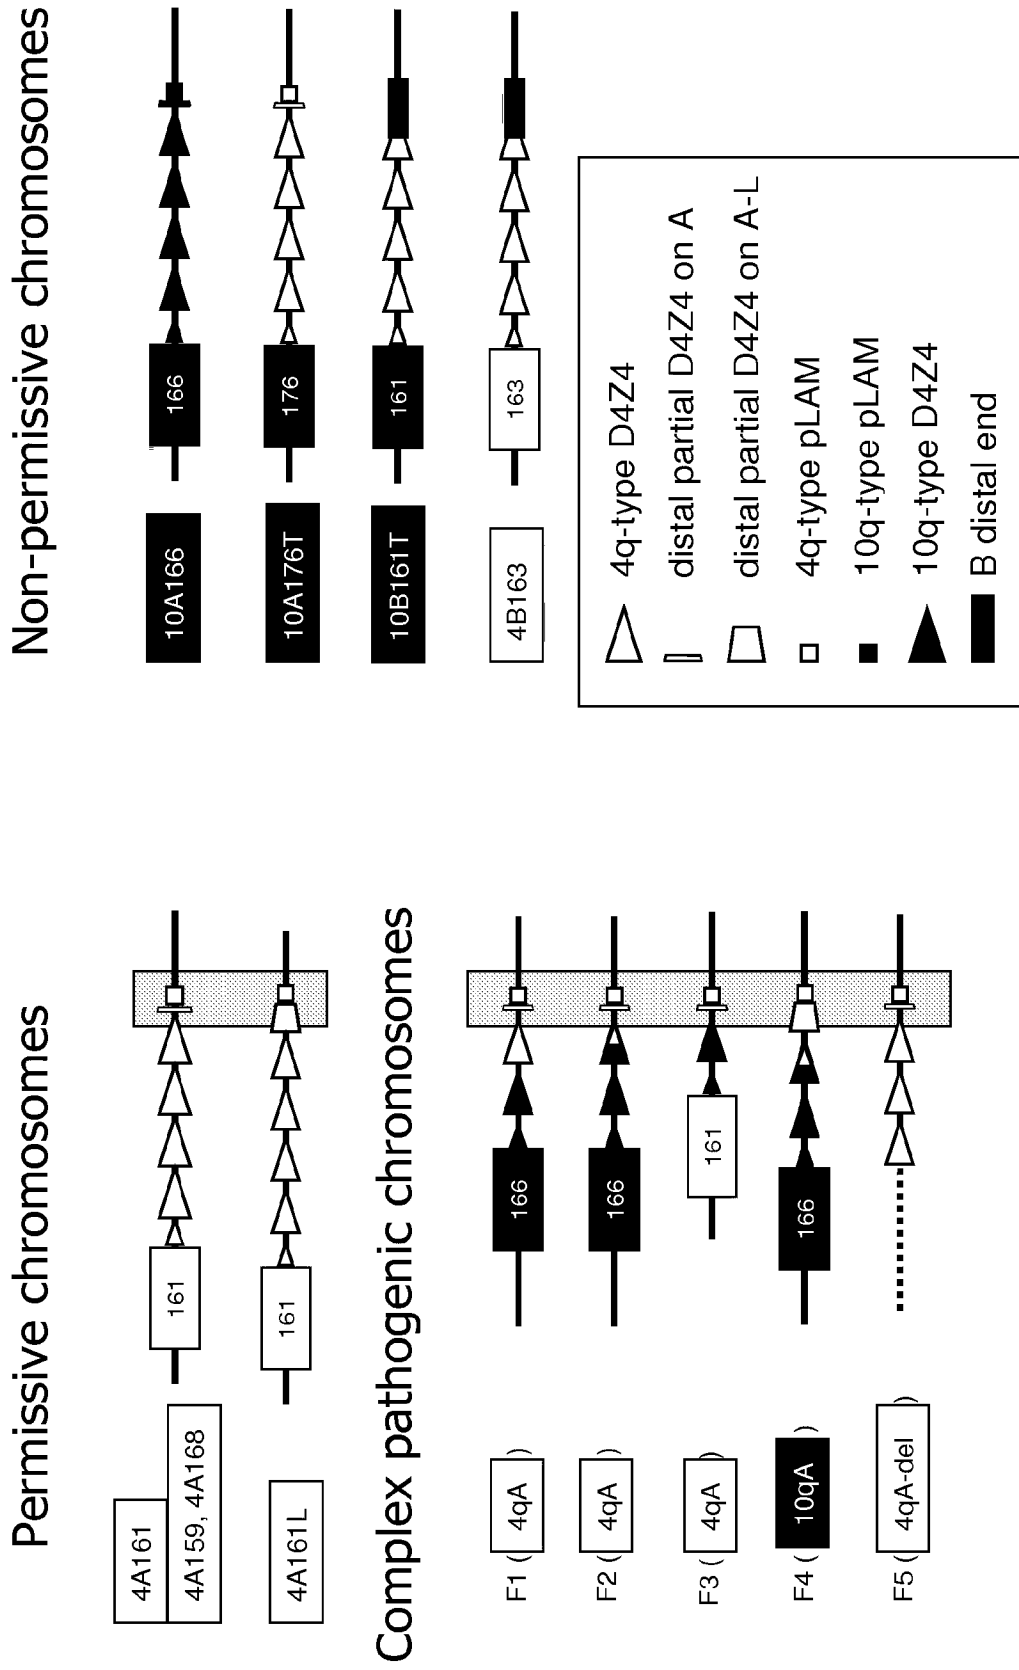 Permissive chromosomes
4A161
4A159, 4A168
161
4A161L
161
Complex pathogenic chromosomes
F1 ( 4qA )
166
F2 ( 4qA )
166
F3 ( 4qA )
161
F4 ( 10qA )
166
F5 ( 4qA-del )
Non-permissive chromosomes
10A166
166
10A176T
176
10B161T
161
4B163
163
4q-type D4Z4
distal partial D4Z4 on A
distal partial D4Z4 on A-L
4q-type pLAM
10q-type pLAM
10q-type D4Z4
B distal end